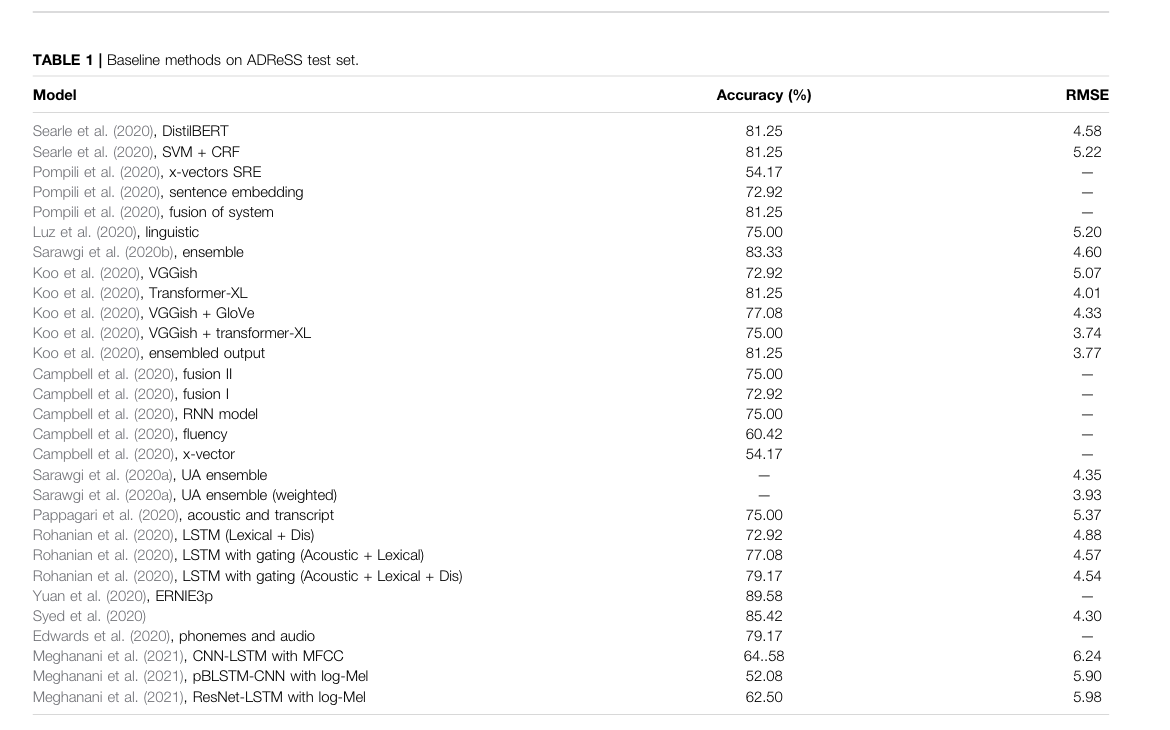 TABLE 1 | Baseline methods on ADReSS test set.
Model Accuracy (%) RMSE
Searle et al. (2020), DistilBERT 81.25 4.58
Searle et al. (2020), SVM + CRF 81.25 5.22
Pompili et al. (2020), x-vectors SRE 54.17 —
Pompili et al. (2020), sentence embedding 72.92 —
Pompili et al. (2020), fusion of system 81.25 —
Luz et al. (2020), linguistic 75.00 5.20
Sarawgi et al. (2020b), ensemble 83.33 4.60
Koo et al. (2020), VGGish 72.92 5.07
Koo et al. (2020), Transformer-XL 81.25 4.01
Koo et al. (2020), VGGish + GloVe 77.08 4.33
Koo et al. (2020), VGGish + transformer-XL 75.00 3.74
Koo et al. (2020), ensembled output 81.25 3.77
Campbell et al. (2020), fusion II 75.00 —
Campbell et al. (2020), fusion I 72.92 —
Campbell et al. (2020), RNN model 75.00 —
Campbell et al. (2020), fluency 60.42 —
Campbell et al. (2020), x-vector 54.17 —
Sarawgi et al. (2020a), UA ensemble — 4.35
Sarawgi et al. (2020a), UA ensemble (weighted) — 3.93
Pappagari et al. (2020), acoustic and transcript 75.00 5.37
Rohanian et al. (2020), LSTM (Lexical + Dis) 72.92 4.88
Rohanian et al. (2020), LSTM with gating (Acoustic + Lexical) 77.08 4.57
Rohanian et al. (2020), LSTM with gating (Acoustic + Lexical + Dis) 79.17 4.54
Yuan et al. (2020), ERNIE3p 89.58 —
Syed et al. (2020) 85.42 4.30
Edwards et al. (2020), phonemes and audio 79.17 —
Meghanani et al. (2021), CNN-LSTM with MFCC 64..58 6.24
Meghanani et al. (2021), pBLSTM-CNN with log-Mel 52.08 5.90
Meghanani et al. (2021), ResNet-LSTM with log-Mel 62.50 5.98